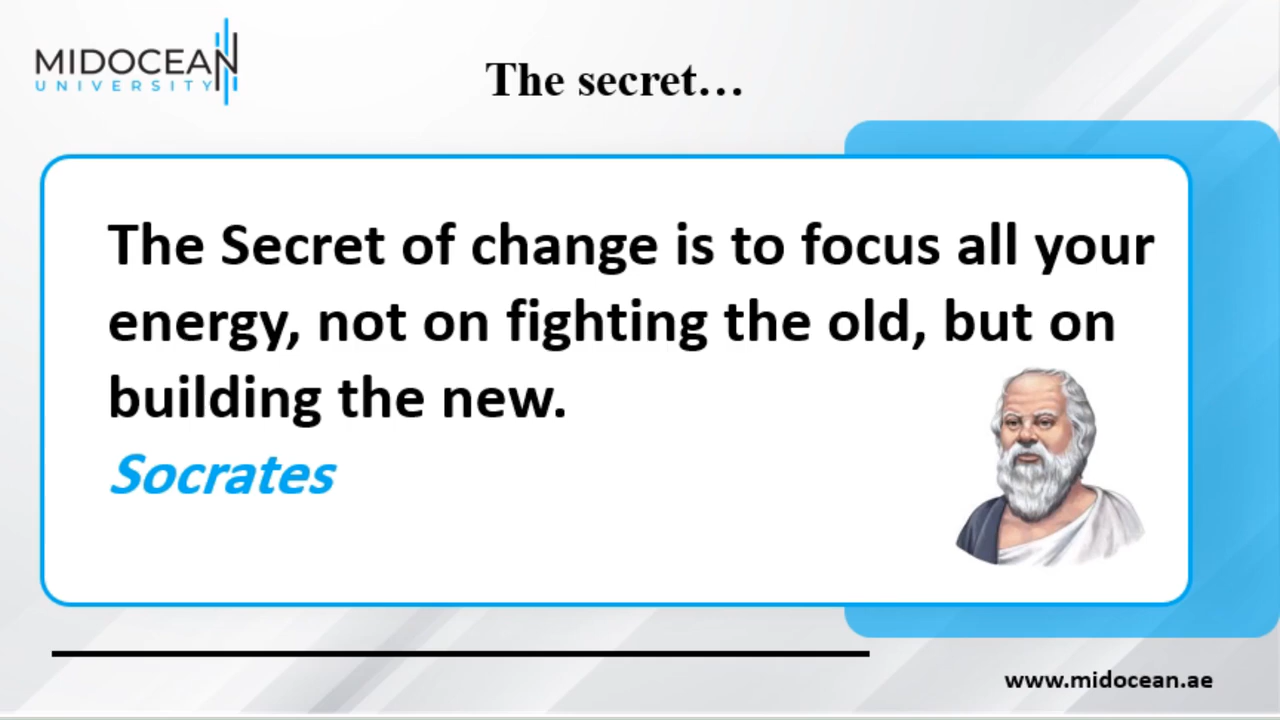 MIDOCEAN
UNIVERSITY
The secret…
The Secret of change is to focus all your
energy, not on fighting the old, but on
building the new.
Socrates
www.midocean.ae